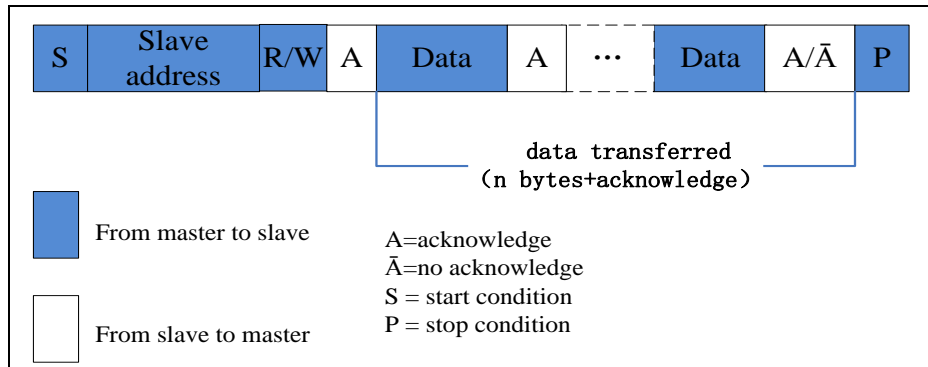 S Slave address R/W A Data A ··· Data A/Ā P
data transferred
(n bytes+acknowledge)
From master to slave
From slave to master
A=acknowledge
Ā=no acknowledge
S = start condition
P = stop condition